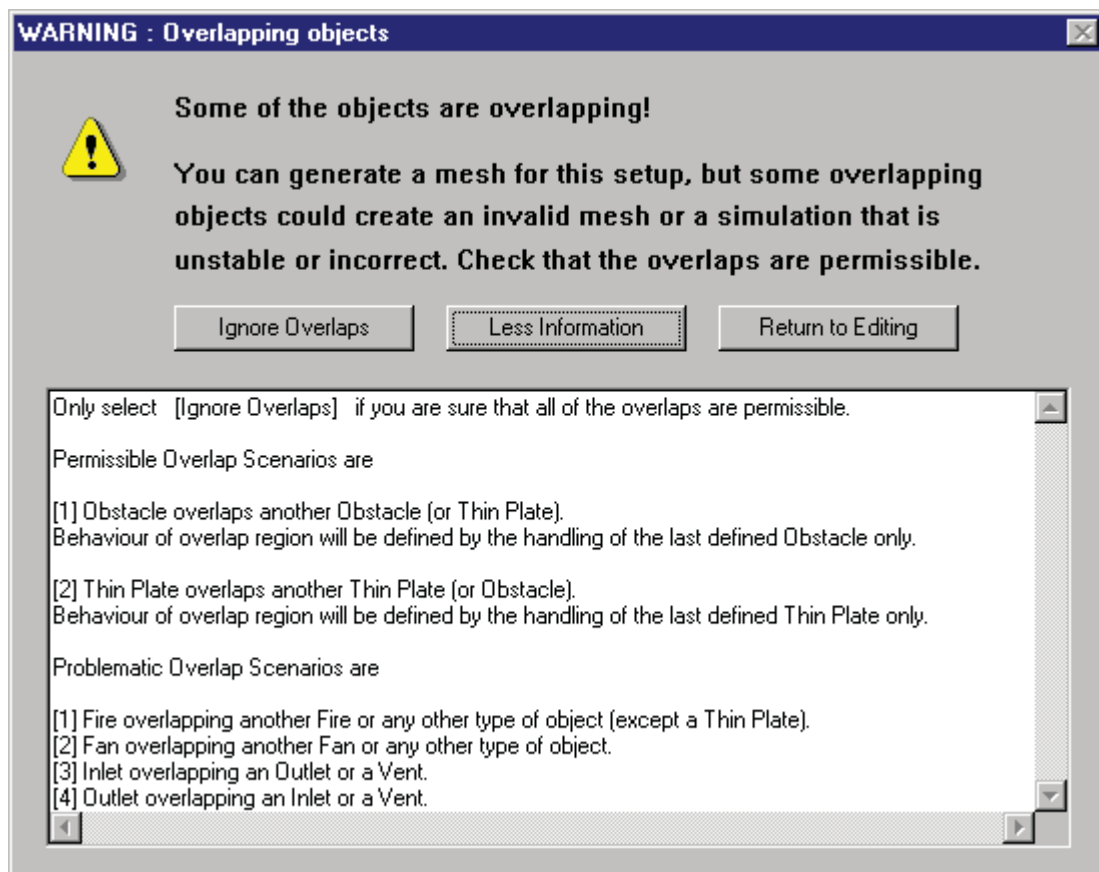 WARNING : Overlapping objects
Some of the objects are overlapping!
You can generate a mesh for this setup, but some overlapping
objects could create an invalid mesh or a simulation that is
unstable or incorrect. Check that the overlaps are permissible.
Ignore Overlaps
Less Information
Return to Editing
Only select [Ignore Overlaps] if you are sure that all of the overlaps are permissible.
Permissible Overlap Scenarios are
[1] Obstacle overlaps another Obstacle (or Thin Plate).
Behaviour of overlap region will be defined by the handling of the last defined Obstacle only.
[2] Thin Plate overlaps another Thin Plate (or Obstacle).
Behaviour of overlap region will be defined by the handling of the last defined Thin Plate only.
Problematic Overlap Scenarios are
[1] Fire overlapping another Fire or any other type of object (except a Thin Plate).
[2] Fan overlapping another Fan or any other type of object.
[3] Inlet overlapping an Outlet or a Vent.
[4] Outlet overlapping an Inlet or a Vent.